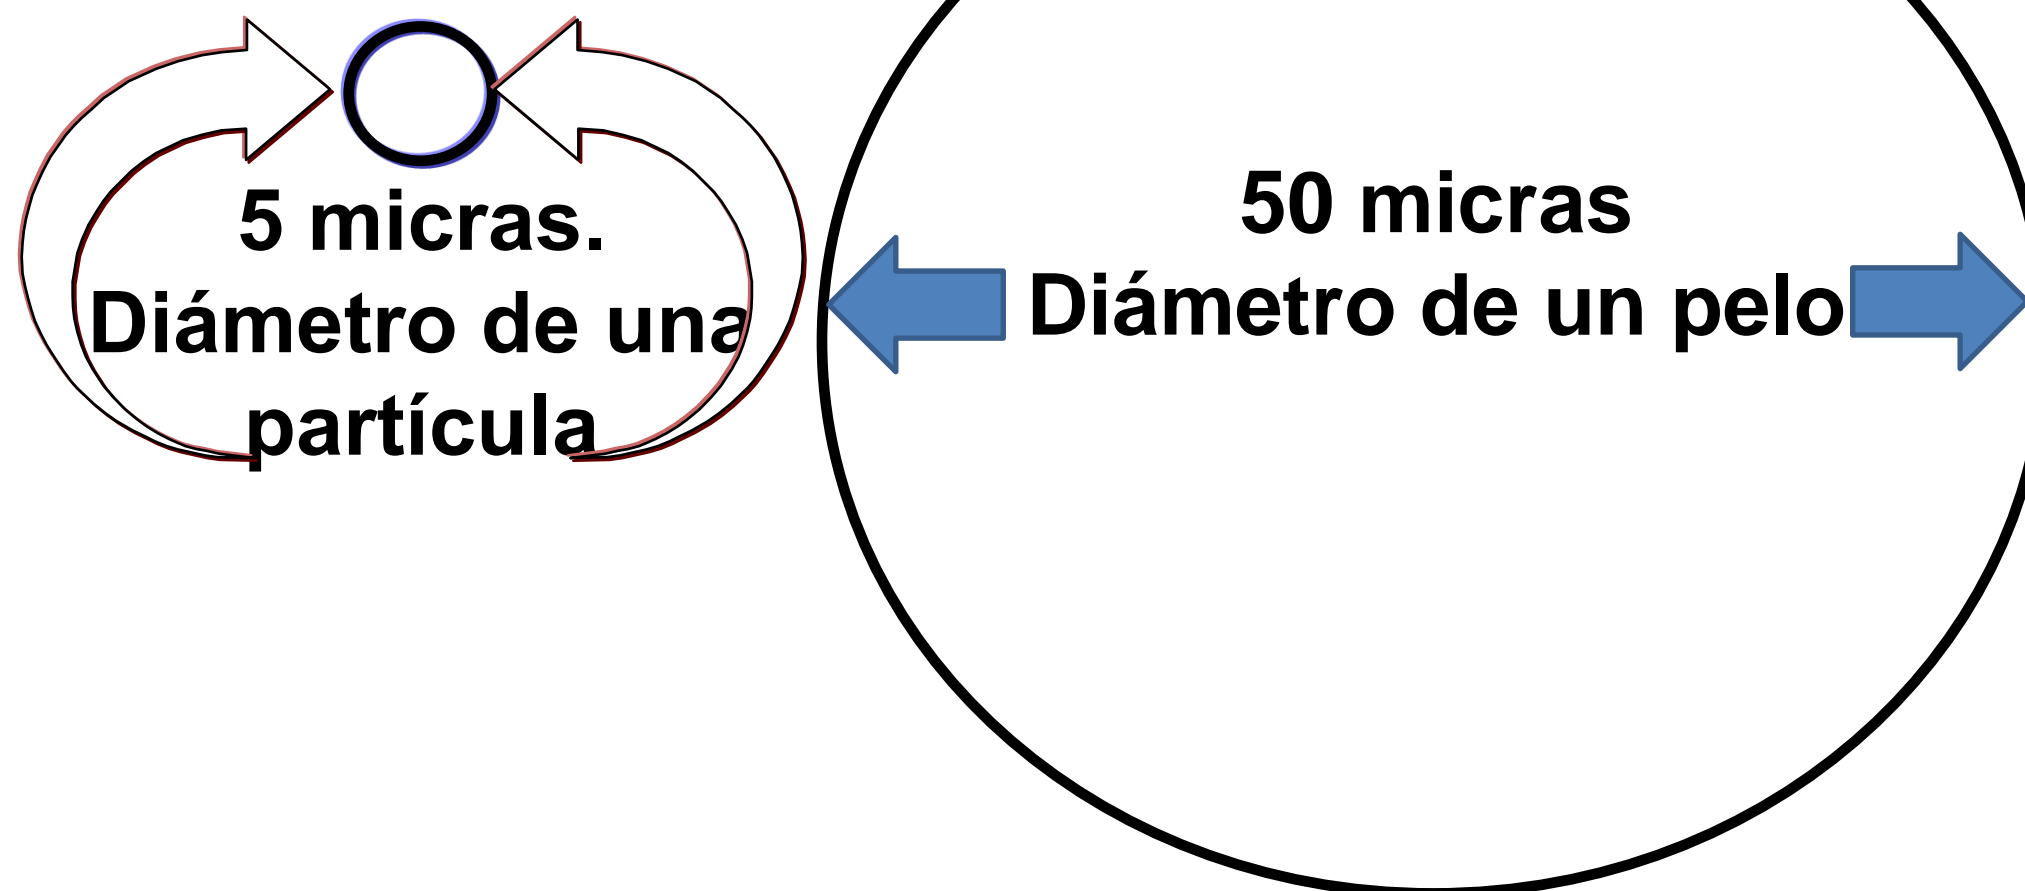 5 micras.
Diámetro de una
partícula
50 micras
Diámetro de un pelo